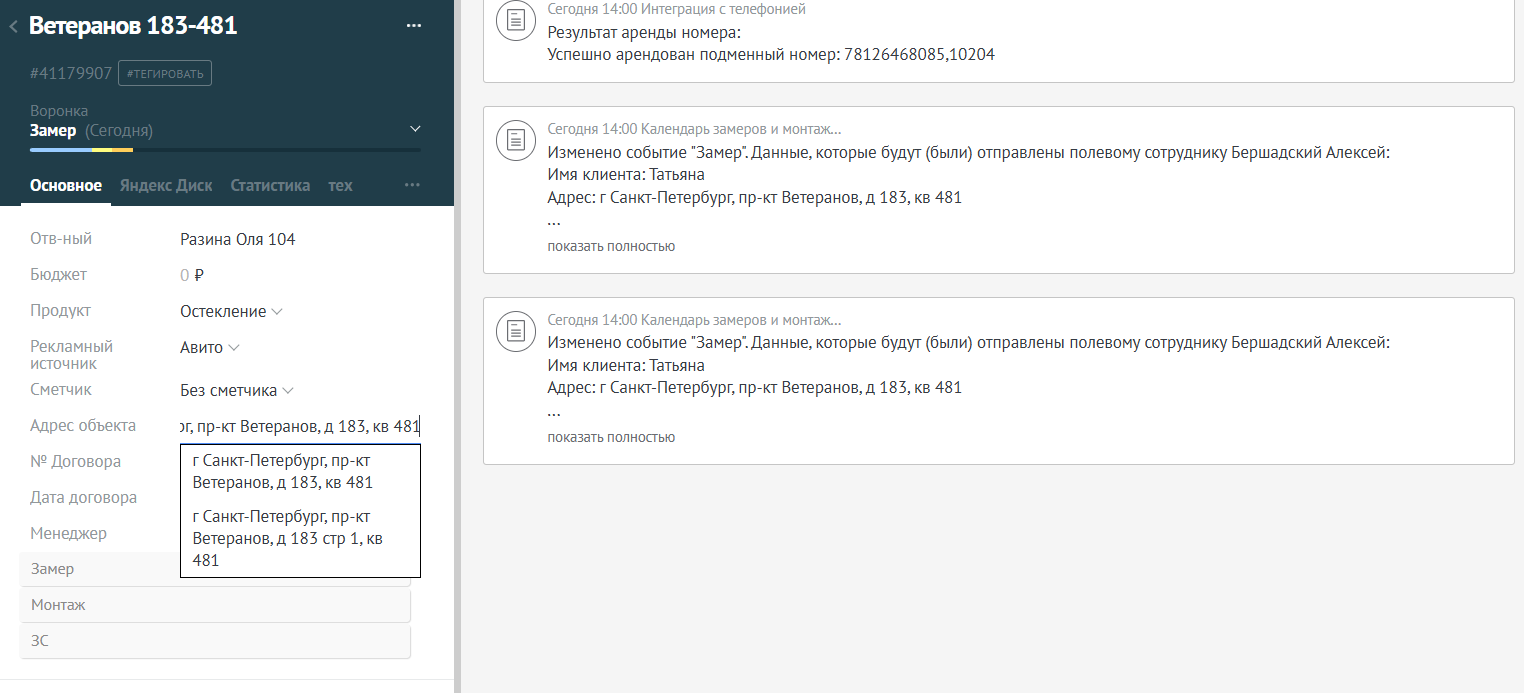 Ветеранов 183-481
#41179907 #ТЕГИРОВАТЬ
Воронка
Замер (Сегодня)
Основное Яндекс Диск Статистика тех
Отв-ный Разина Оля 104
Бюджет 0 ₽
Продукт Остекление
Рекламный
источник
Авито
Сметчик Без сметчика
Адрес объекта рг, пр-кт Ветеранов, д 183, кв 481
№ Договора
Дата договора
Менеджер
г Санкт-Петербург, пр-кт
Ветеранов, д 183, кв 481
г Санкт-Петербург, пр-кт
Ветеранов, д 183 стр 1, кв
481
Замер
Монтаж
ЗС
Сегодня 14:00 Интеграция с телефонией
Результат аренды номера:
Успешно арендован подменный номер: 78126468085,10204
Сегодня 14:00 Календарь замеров и монтаж...
Изменено событие "Замер". Данные, которые будут (были) отправлены полевому сотруднику Бершадский Алексей:
Имя клиента: Татьяна
Адрес: г Санкт-Петербург, пр-кт Ветеранов, д 183, кв 481
...
показать полностью
Сегодня 14:00 Календарь замеров и монтаж...
Изменено событие "Замер". Данные, которые будут (были) отправлены полевому сотруднику Бершадский Алексей:
Имя клиента: Татьяна
Адрес: г Санкт-Петербург, пр-кт Ветеранов, д 183, кв 481
...
показать полностью